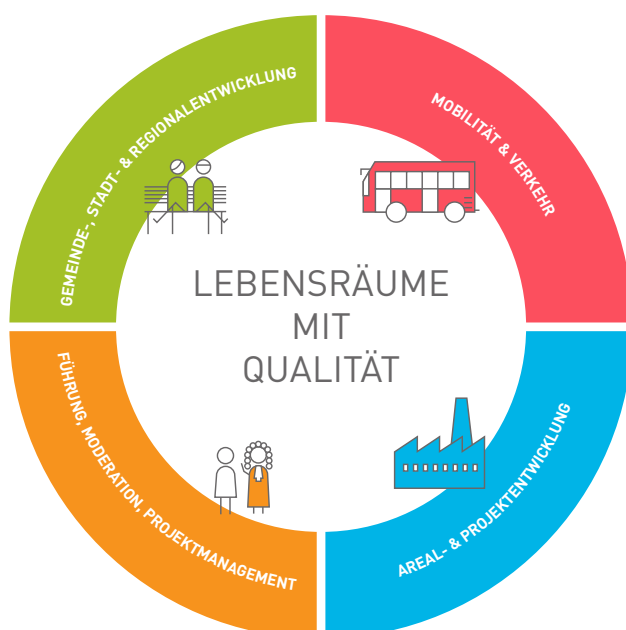 GEMEINDE-, STADT- & REGIONALENTWICKLUNG
MOBILITÄT & VERKEHR
LEBENSRÄUME
MIT
QUALITÄT
FÜHRUNG, MODERATION, PROJEKTMANAGEMENT
AREAL- & PROJEKTENTWICKLUNG